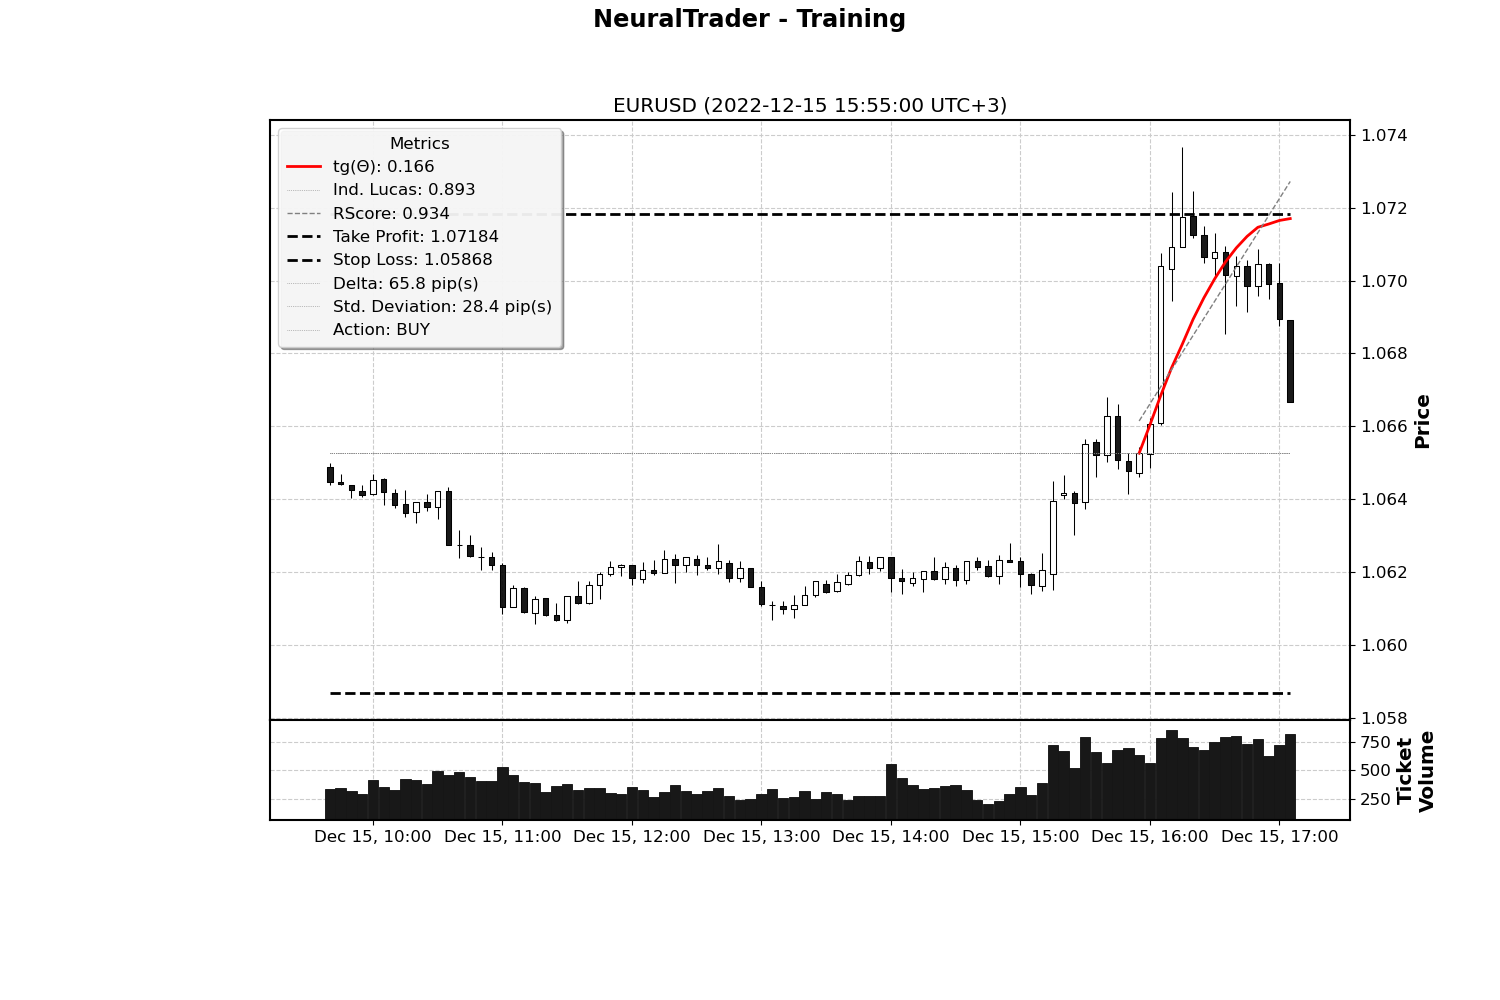 NeuralTrader - Training
EURUSD (2022-12-15 15:55:00 UTC+3)
Metrics
tg(Θ): 0.166
Ind. Lucas: 0.893
RScore: 0.934
Take Profit: 1.07184
Stop Loss: 1.05868
Delta: 65.8 pip(s)
Std. Deviation: 28.4 pip(s)
Action: BUY
1.074
1.072
1.070
1.068
1.066
1.064
1.062
1.060
1.058
Price
750
500
250
Ticket
Volume
Dec 15, 10:00
Dec 15, 11:00
Dec 15, 12:00
Dec 15, 13:00
Dec 15, 14:00
Dec 15, 15:00
Dec 15, 16:00
Dec 15, 17:00